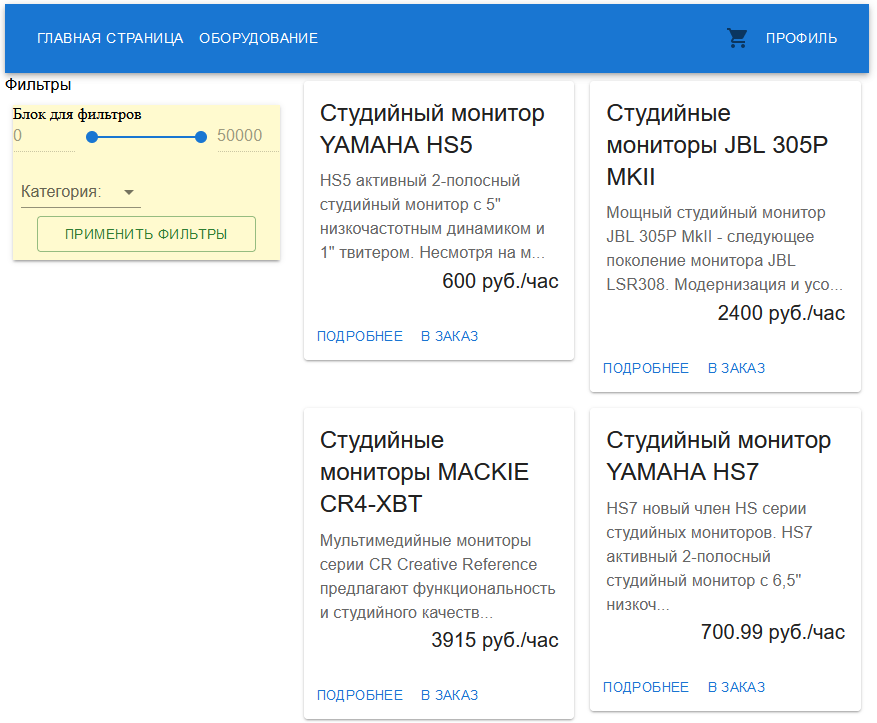 ГЛАВНАЯ СТРАНИЦА ОБОРУДОВАНИЕ ПРОФИЛЬ
Фильтры
Блок для фильтров
0 50000
Категория:
ПРИМЕНИТЬ ФИЛЬТРЫ
Студийный монитор
YAMAHA HS5
HS5 активный 2-полосный
студийный монитор с 5"
низкочастотным динамиком и
1" твитером. Несмотря на м...
600 руб./час
ПОДРОБНЕЕ В ЗАКАЗ
Студийные
мониторы JBL 305P
MKII
Мощный студийный монитор
JBL 305P MkII - следующее
поколение монитора JBL
LSR308. Модернизация и усо...
2400 руб./час
ПОДРОБНЕЕ В ЗАКАЗ
Студийные
мониторы MACKIE
CR4-XBT
Мультимедийные мониторы
серии CR Creative Reference
предлагают функциональность
и студийного качеств...
3915 руб./час
ПОДРОБНЕЕ В ЗАКАЗ
Студийный монитор
YAMAHA HS7
HS7 новый член HS серии
студийных мониторов. HS7
активный 2-полосный
студийный монитор с 6,5"
низкоч...
700.99 руб./час
ПОДРОБНЕЕ В ЗАКАЗ